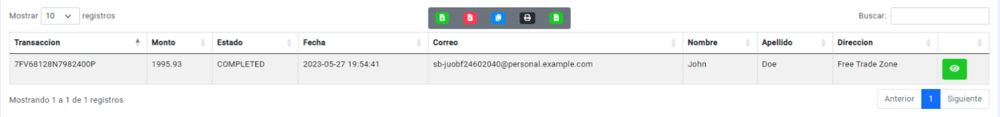 Mostrar 10 registros Buscar:
Transaccion Monto Estado Fecha Correo Nombre Apellido Direccion
7FV68128N7982400P 1995.93 COMPLETED 2023-05-27 19:54:41 sb-juobf24602040@personal.example.com John Doe Free Trade Zone
Mostrando 1 a 1 de 1 registros Anterior 1 Siguiente